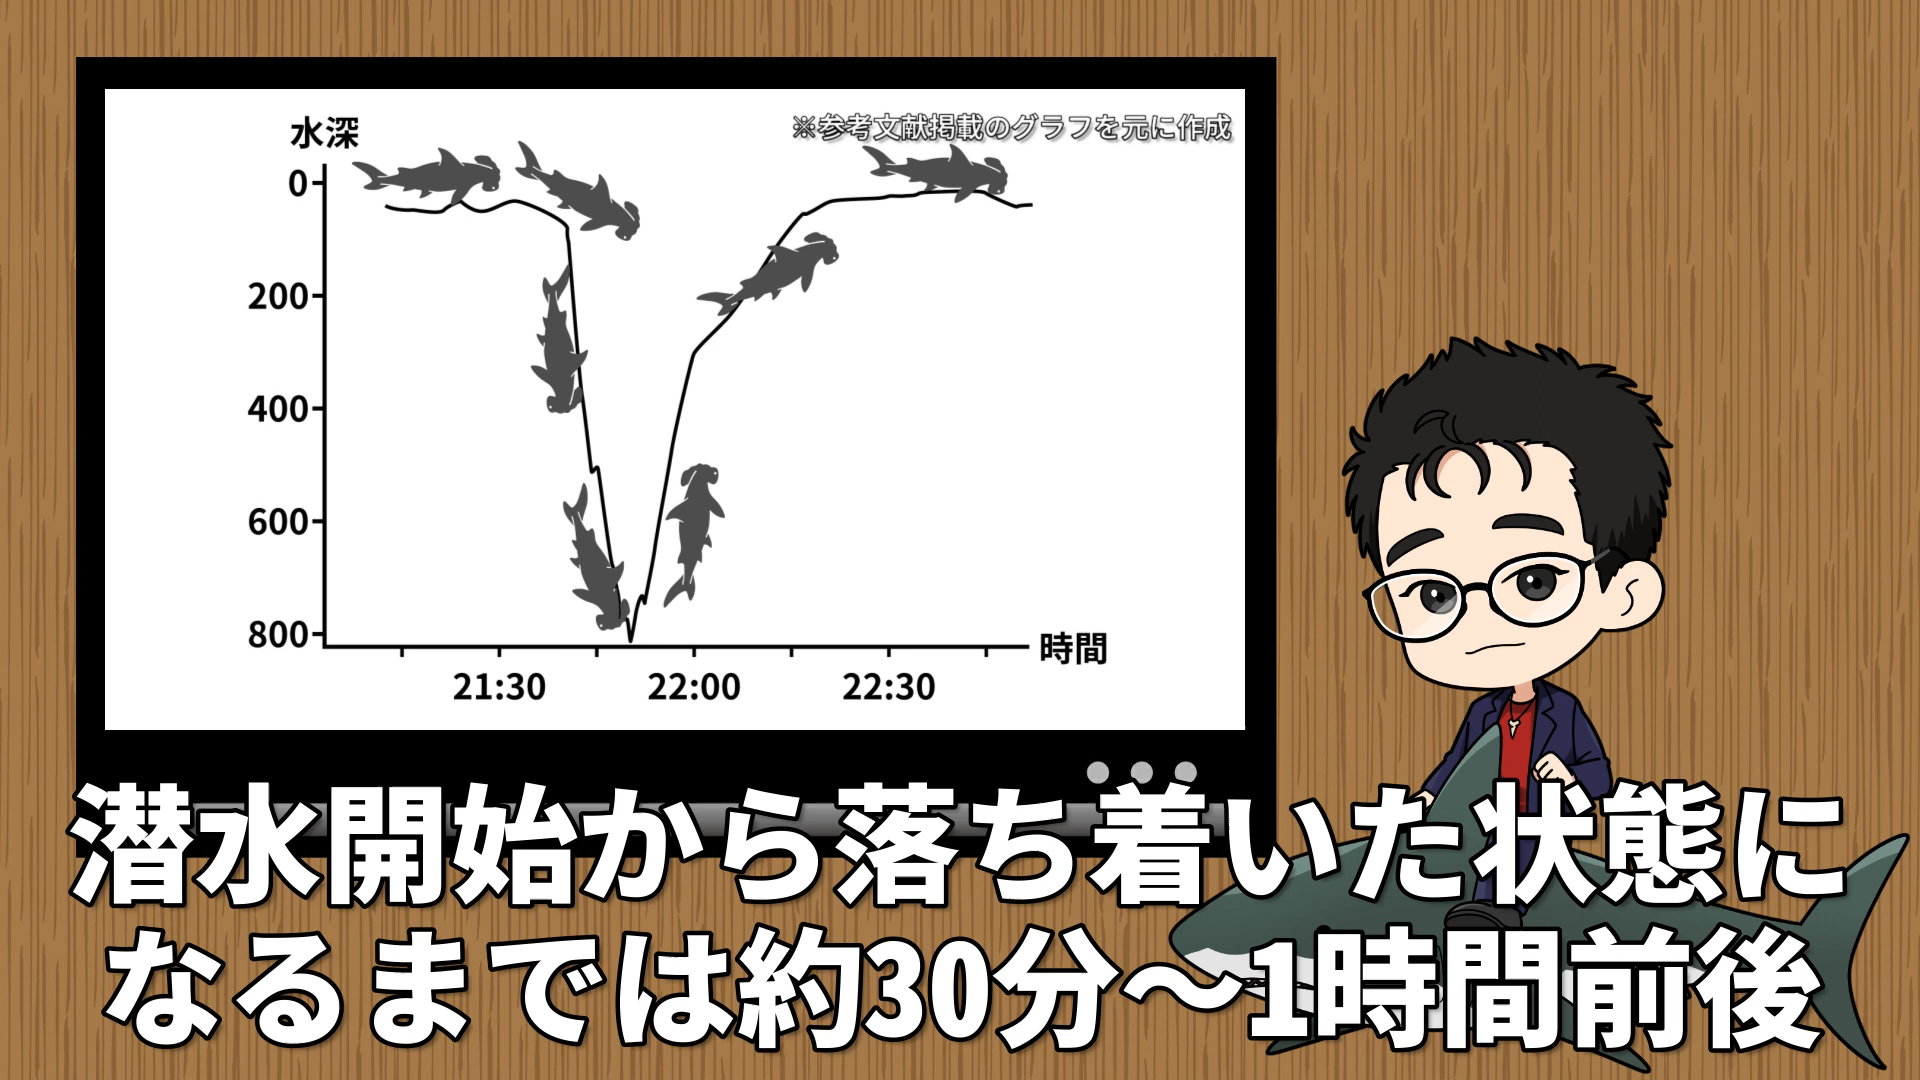 水深
※参考文献掲載のグラフを元に作成
0
200
400
600
800
時間
21:30
22:00
22:30
潜水開始から落ち着いた状態に
なるまでは約30分～1時間前後